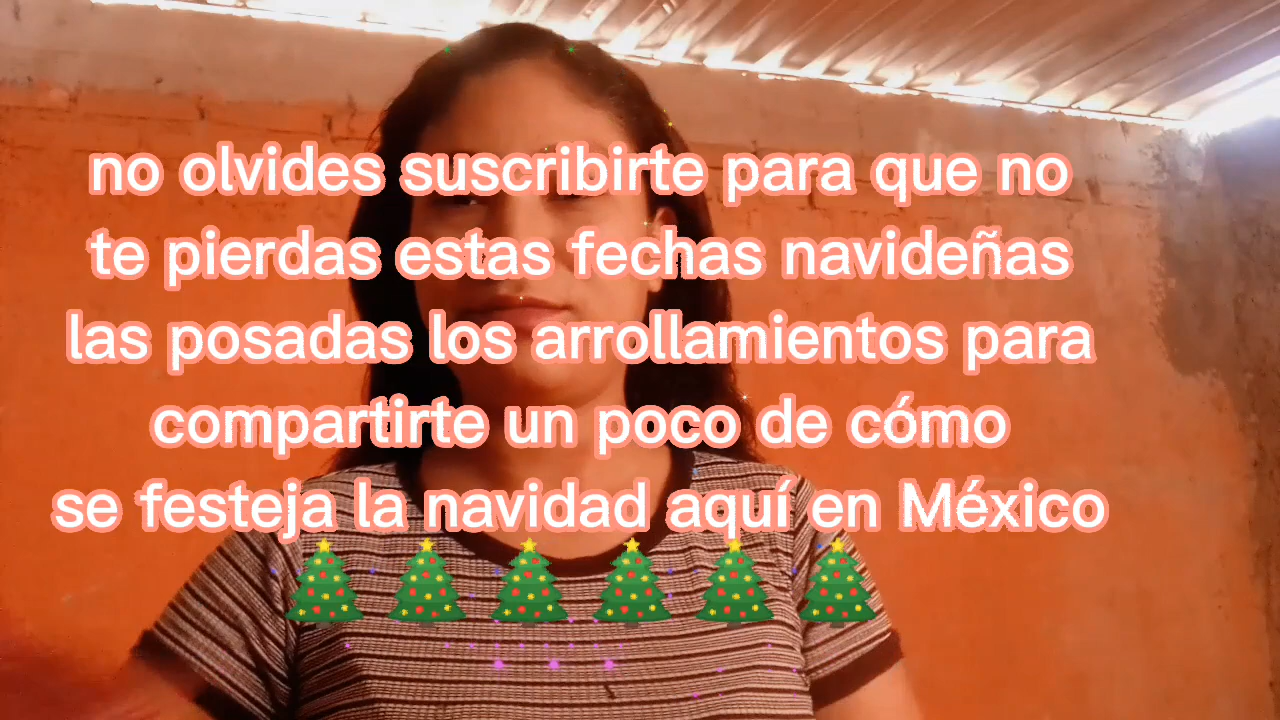 no olvides suscribirte para que no
te pierdas estas fechas navideñas
las posadas los arrollamientos para
compartirte un poco de cómo
se festeja la navidad aquí en México
🎄🎄🎄🎄🎄🎄